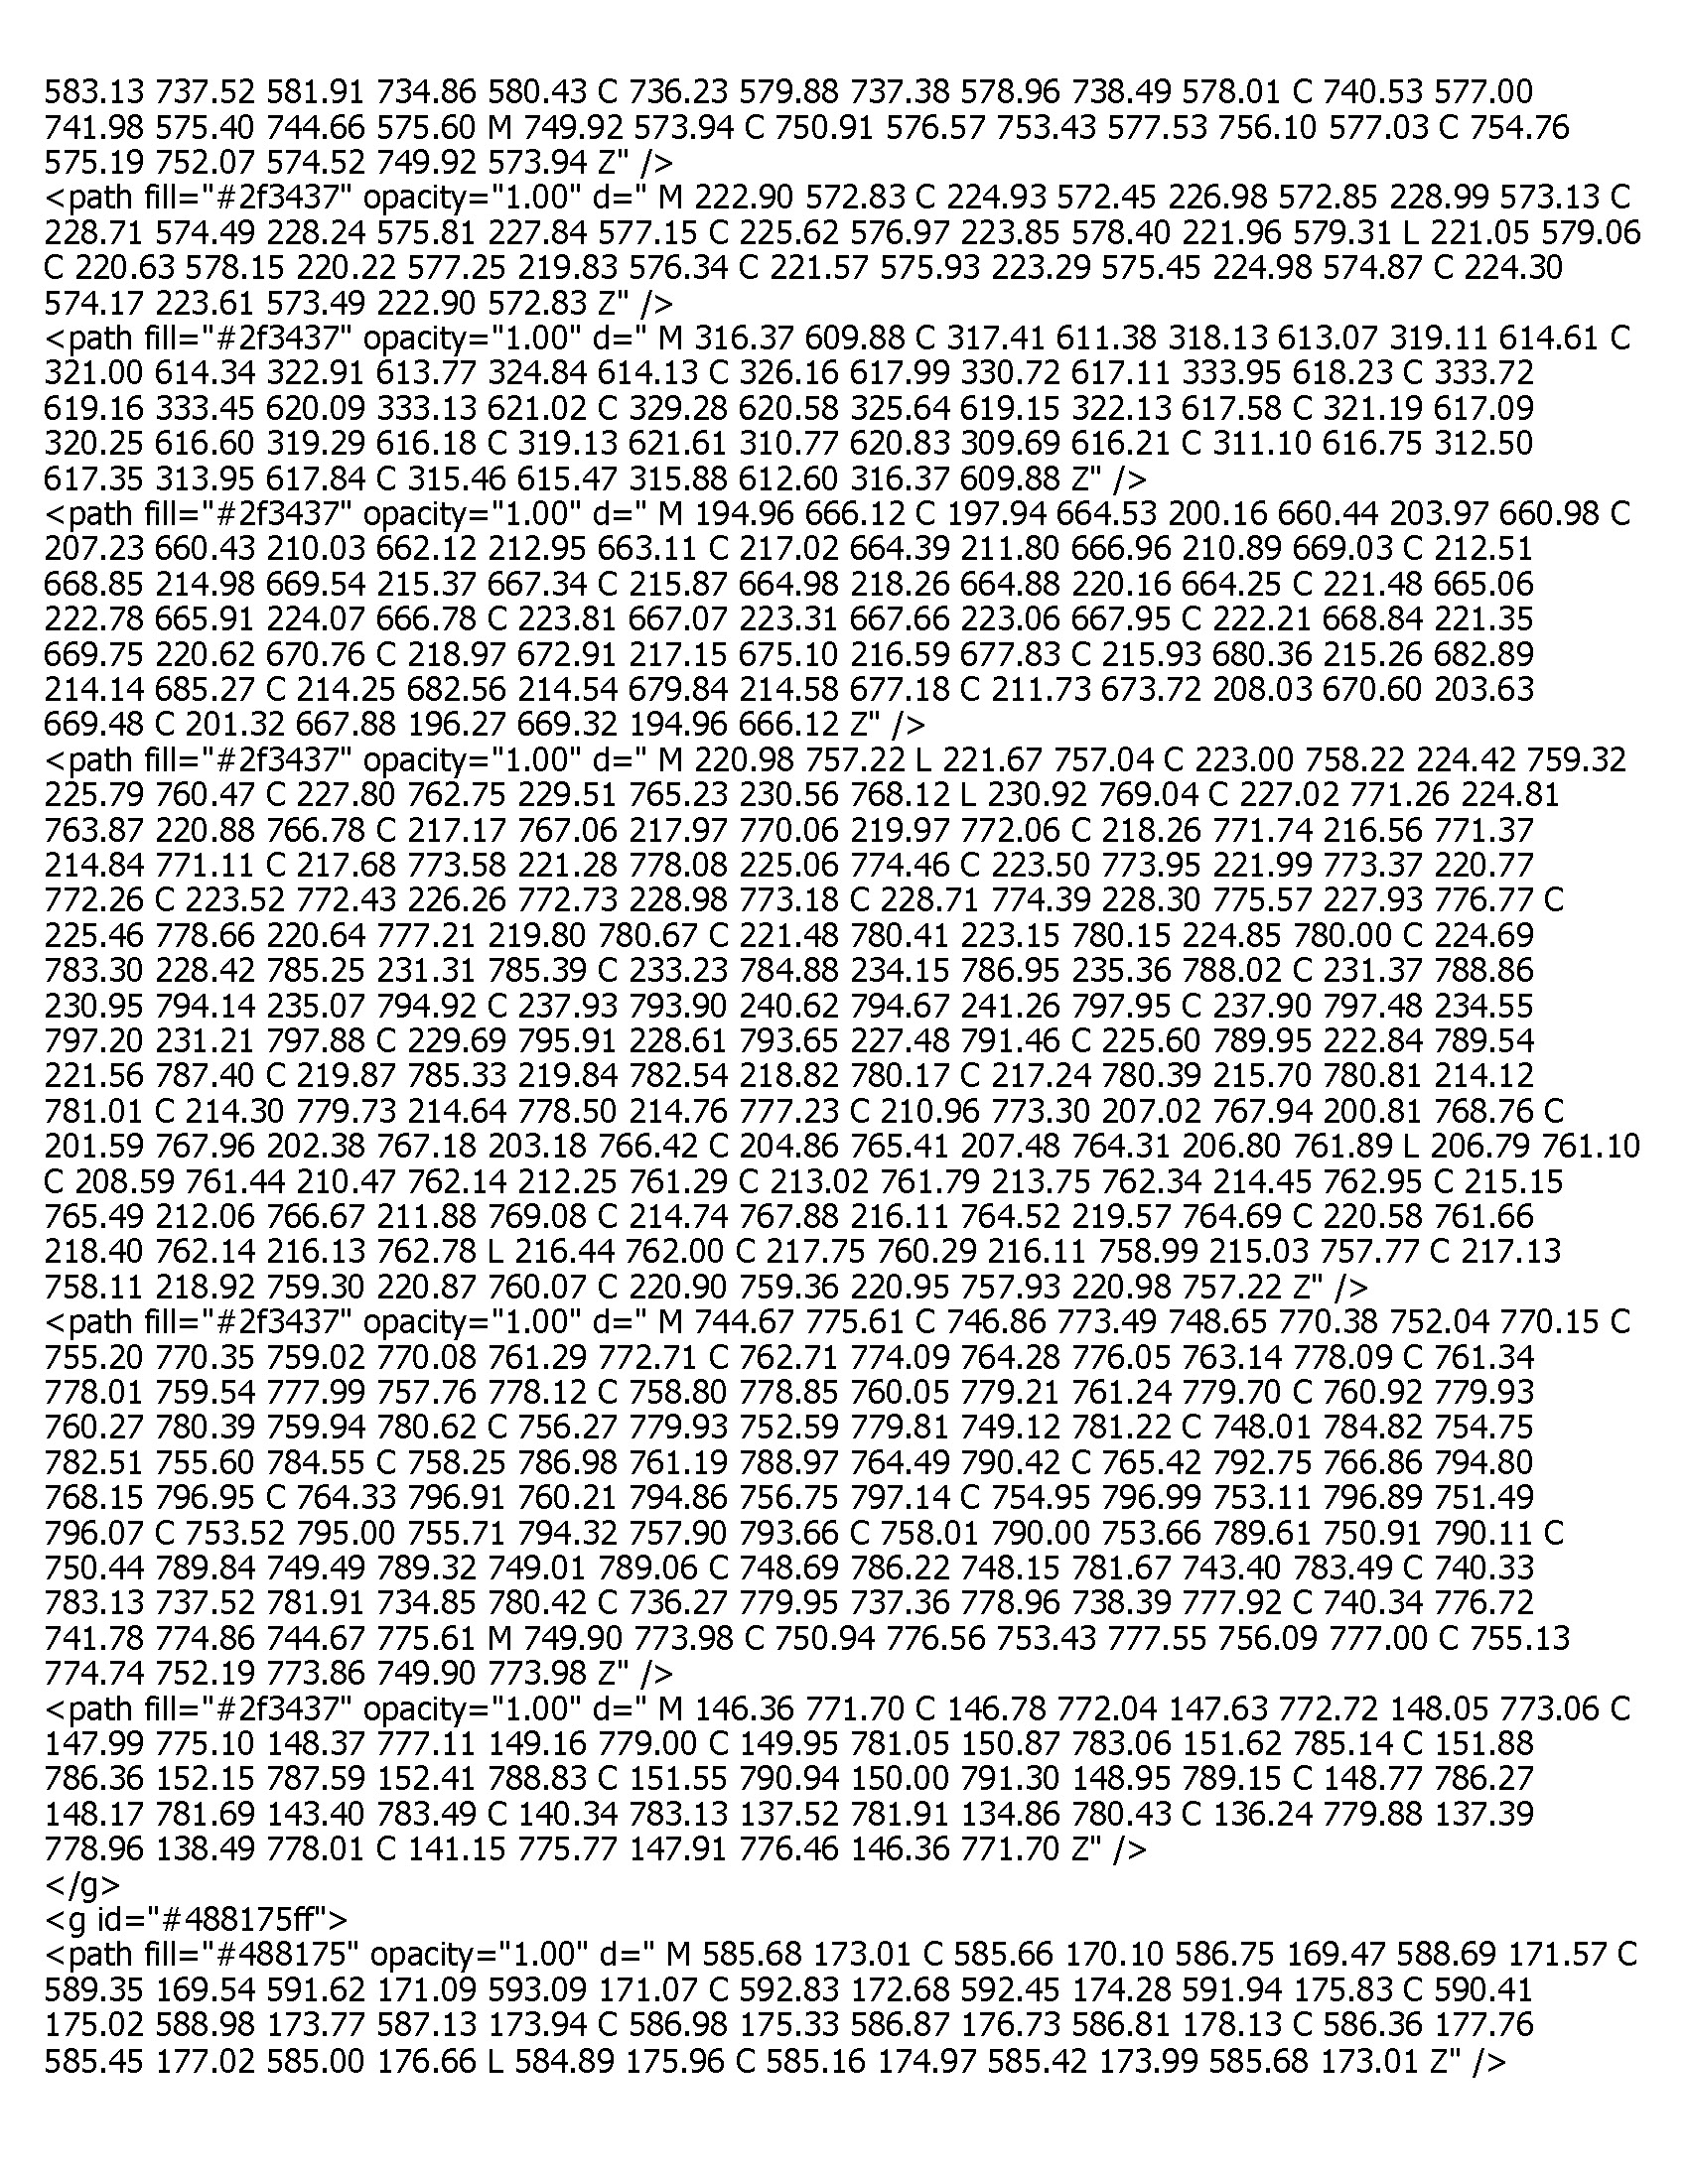 583.13 737.52 581.91 734.86 580.43 C 736.23 579.88 737.38 578.96 738.49 578.01 C 740.53 577.00
741.98 575.40 744.66 575.60 M 749.92 573.94 C 750.91 576.57 753.43 577.53 756.10 577.03 C 754.76
575.19 752.07 574.52 749.92 573.94 Z" />
<path fill="#2f3437" opacity="1.00" d=" M 222.90 572.83 C 224.93 572.45 226.98 572.85 228.99 573.13 C
228.71 574.49 228.24 575.81 227.84 577.15 C 225.62 576.97 223.85 578.40 221.96 579.31 L 221.05 579.06
C 220.63 578.15 220.22 577.25 219.83 576.34 C 221.57 575.93 223.29 575.45 224.98 574.87 C 224.30
574.17 223.61 573.49 222.90 572.83 Z" />
<path fill="#2f3437" opacity="1.00" d=" M 316.37 609.88 C 317.41 611.38 318.13 613.07 319.11 614.61 C
321.00 614.34 322.91 613.77 324.84 614.13 C 326.16 617.99 330.72 617.11 333.95 618.23 C 333.72
619.16 333.45 620.09 333.13 621.02 C 329.28 620.58 325.64 619.15 322.13 617.58 C 321.19 617.09
320.25 616.60 319.29 616.18 C 319.13 621.61 310.77 620.83 309.69 616.21 C 311.10 616.75 312.50
617.35 313.95 617.84 C 315.46 615.47 315.88 612.60 316.37 609.88 Z" />
<path fill="#2f3437" opacity="1.00" d=" M 194.96 666.12 C 197.94 664.53 200.16 660.44 203.97 660.98 C
207.23 660.43 210.03 662.12 212.95 663.11 C 217.02 664.39 211.80 666.96 210.89 669.03 C 212.51
668.85 214.98 669.54 215.37 667.34 C 215.87 664.98 218.26 664.88 220.16 664.25 C 221.48 665.06
222.78 665.91 224.07 666.78 C 223.81 667.07 223.31 667.66 223.06 667.95 C 222.21 668.84 221.35
669.75 220.62 670.76 C 218.97 672.91 217.15 675.10 216.59 677.83 C 215.93 680.36 215.26 682.89
214.14 685.27 C 214.25 682.56 214.54 679.84 214.58 677.18 C 211.73 673.72 208.03 670.60 203.63
669.48 C 201.32 667.88 196.27 669.32 194.96 666.12 Z" />
<path fill="#2f3437" opacity="1.00" d=" M 220.98 757.22 L 221.67 757.04 C 223.00 758.22 224.42 759.32
225.79 760.47 C 227.80 762.75 229.51 765.23 230.56 768.12 L 230.92 769.04 C 227.02 771.26 224.81
763.87 220.88 766.78 C 217.17 767.06 217.97 770.06 219.97 772.06 C 218.26 771.74 216.56 771.37
214.84 771.11 C 217.68 773.58 221.28 778.08 225.06 774.46 C 223.50 773.95 221.99 773.37 220.77
772.26 C 223.52 772.43 226.26 772.73 228.98 773.18 C 228.71 774.39 228.30 775.57 227.93 776.77 C
225.46 778.66 220.64 777.21 219.80 780.67 C 221.48 780.41 223.15 780.15 224.85 780.00 C 224.69
783.30 228.42 785.25 231.31 785.39 C 233.23 784.88 234.15 786.95 235.36 788.02 C 231.37 788.86
230.95 794.14 235.07 794.92 C 237.93 793.90 240.62 794.67 241.26 797.95 C 237.90 797.48 234.55
797.20 231.21 797.88 C 229.69 795.91 228.61 793.65 227.48 791.46 C 225.60 789.95 222.84 789.54
221.56 787.40 C 219.87 785.33 219.84 782.54 218.82 780.17 C 217.24 780.39 215.70 780.81 214.12
781.01 C 214.30 779.73 214.64 778.50 214.76 777.23 C 210.96 773.30 207.02 767.94 200.81 768.76 C
201.59 767.96 202.38 767.18 203.18 766.42 C 204.86 765.41 207.48 764.31 206.80 761.89 L 206.79 761.10
C 208.59 761.44 210.47 762.14 212.25 761.29 C 213.02 761.79 213.75 762.34 214.45 762.95 C 215.15
765.49 212.06 766.67 211.88 769.08 C 214.74 767.88 216.11 764.52 219.57 764.69 C 220.58 761.66
218.40 762.14 216.13 762.78 L 216.44 762.00 C 217.75 760.29 216.11 758.99 215.03 757.77 C 217.13
758.11 218.92 759.30 220.87 760.07 C 220.90 759.36 220.95 757.93 220.98 757.22 Z" />
<path fill="#2f3437" opacity="1.00" d=" M 744.67 775.61 C 746.86 773.49 748.65 770.38 752.04 770.15 C
755.20 770.35 759.02 770.08 761.29 772.71 C 762.71 774.09 764.28 776.05 763.14 778.09 C 761.34
778.01 759.54 777.99 757.76 778.12 C 758.80 778.85 760.05 779.21 761.24 779.70 C 760.92 779.93
760.27 780.39 759.94 780.62 C 756.27 779.93 752.59 779.81 749.12 781.22 C 748.01 784.82 754.75
782.51 755.60 784.55 C 758.25 786.98 761.19 788.97 764.49 790.42 C 765.42 792.75 766.86 794.80
768.15 796.95 C 764.33 796.91 760.21 794.86 756.75 797.14 C 754.95 796.99 753.11 796.89 751.49
796.07 C 753.52 795.00 755.71 794.32 757.90 793.66 C 758.01 790.00 753.66 789.61 750.91 790.11 C
750.44 789.84 749.49 789.32 749.01 789.06 C 748.69 786.22 748.15 781.67 743.40 783.49 C 740.33
783.13 737.52 781.91 734.85 780.42 C 736.27 779.95 737.36 778.96 738.39 777.92 C 740.34 776.72
741.78 774.86 744.67 775.61 M 749.90 773.98 C 750.94 776.56 753.43 777.55 756.09 777.00 C 755.13
774.74 752.19 773.86 749.90 773.98 Z" />
<path fill="#2f3437" opacity="1.00" d=" M 146.36 771.70 C 146.78 772.04 147.63 772.72 148.05 773.06 C
147.99 775.10 148.37 777.11 149.16 779.00 C 149.95 781.05 150.87 783.06 151.62 785.14 C 151.88
786.36 152.15 787.59 152.41 788.83 C 151.55 790.94 150.00 791.30 148.95 789.15 C 148.77 786.27
148.17 781.69 143.40 783.49 C 140.34 783.13 137.52 781.91 134.86 780.43 C 136.24 779.88 137.39
778.96 138.49 778.01 C 141.15 775.77 147.91 776.46 146.36 771.70 Z" />
</g>
<g id="#488175ff">
<path fill="#488175" opacity="1.00" d=" M 585.68 173.01 C 585.66 170.10 586.75 169.47 588.69 171.57 C
589.35 169.54 591.62 171.09 593.09 171.07 C 592.83 172.68 592.45 174.28 591.94 175.83 C 590.41
175.02 588.98 173.77 587.13 173.94 C 586.98 175.33 586.87 176.73 586.81 178.13 C 586.36 177.76
585.45 177.02 585.00 176.66 L 584.89 175.96 C 585.16 174.97 585.42 173.99 585.68 173.01 Z" />